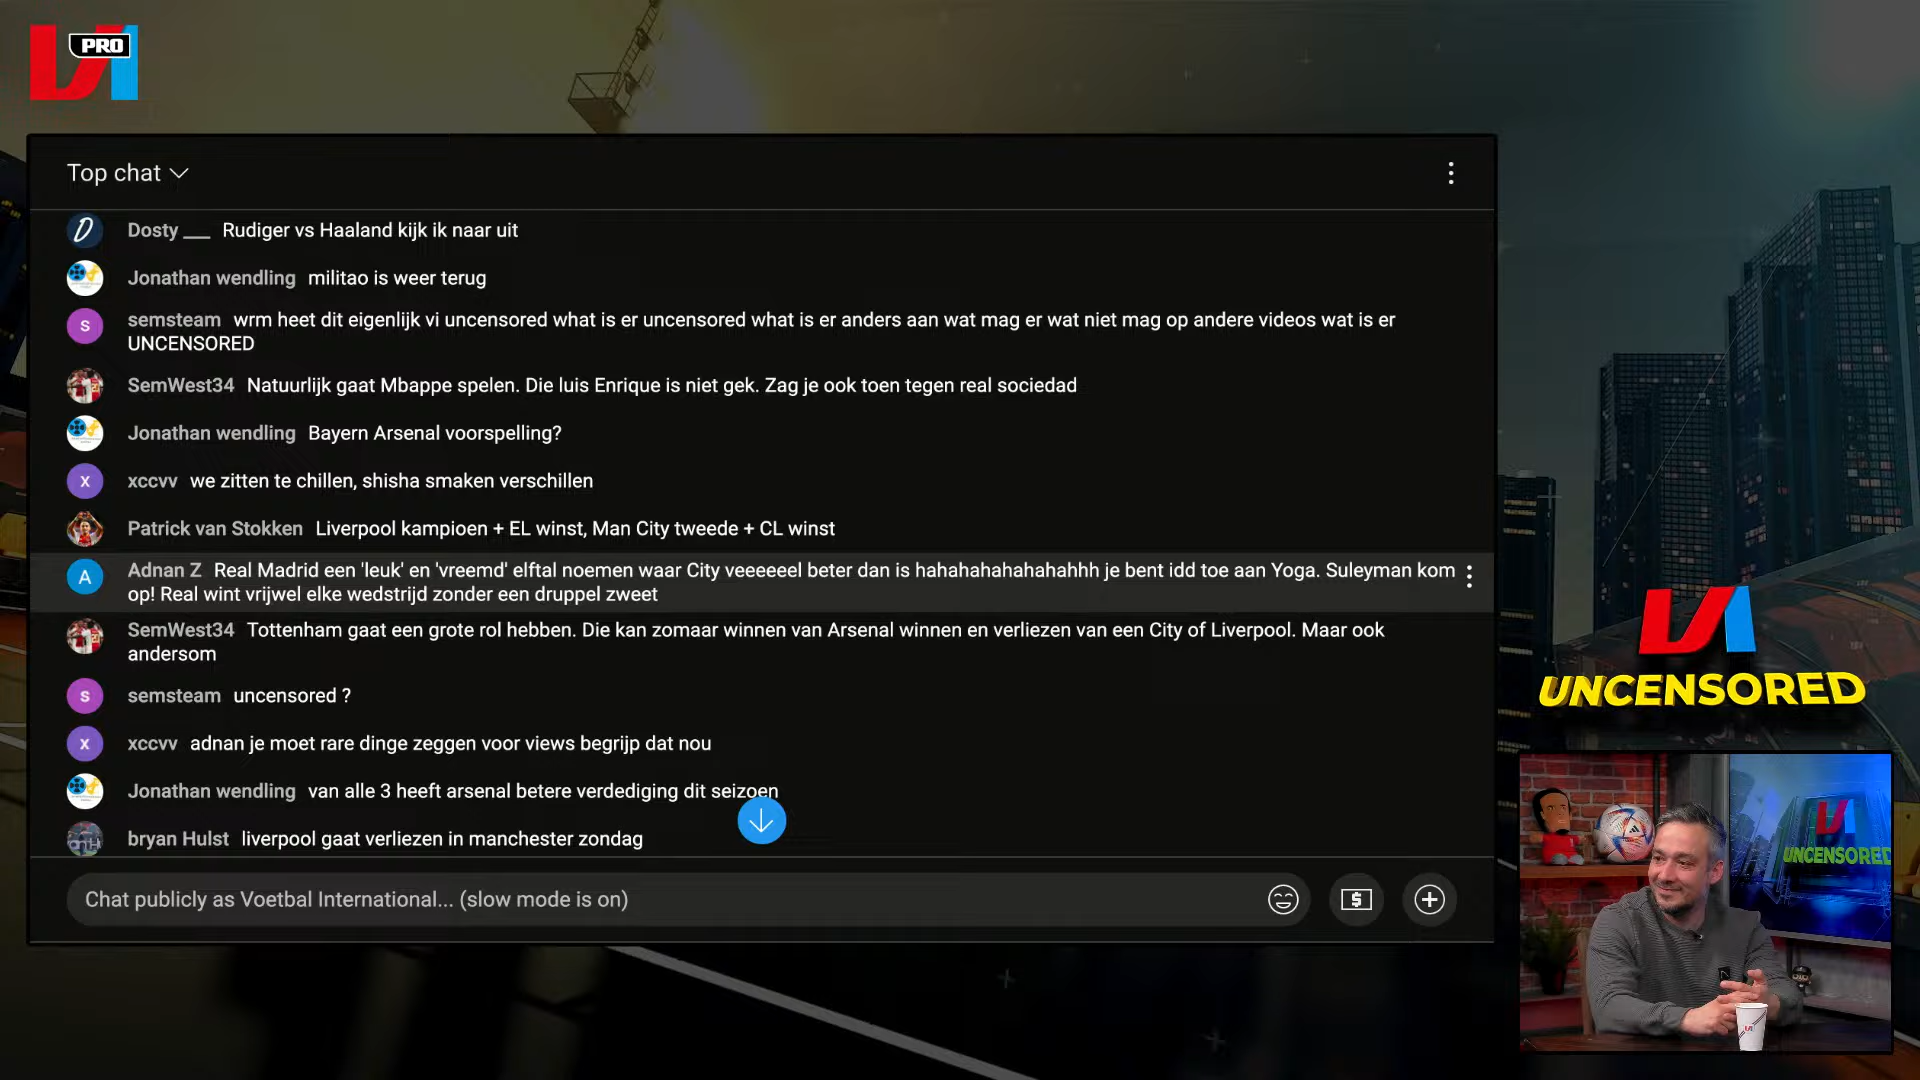 VI PRO
Top chat
Dosty ___ Rudiger vs Haaland kijk ik naar uit
Jonathan wendling militao is weer terug
S
semsteam wrm heet dit eigenlijk vi uncensored what is er uncensored what is er anders aan wat mag er wat niet mag op andere videos wat is er
UNCENSORED
SemWest34 Natuurlijk gaat Mbappe spelen. Die luis Enrique is niet gek. Zag je ook toen tegen real sociedad
Jonathan wendling Bayern Arsenal voorspelling?
X
xccvv we zitten te chillen, shisha smaken verschillen
Patrick van Stokken Liverpool kampioen + EL winst, Man City tweede + CL winst
A
Adnan Z Real Madrid een 'leuk' en 'vreemd' elftal noemen waar City veeeeeel beter dan is hahahahahahahahhh je bent idd toe aan Yoga. Suleyman kom
op! Real wint vrijwel elke wedstrijd zonder een druppel zweet
SemWest34 Tottenham gaat een grote rol hebben. Die kan zomaar winnen van Arsenal winnen en verliezen van een City of Liverpool. Maar ook
andersom
S
semsteam uncensored ?
X
xccvv adnan je moet rare dinge zeggen voor views begrijp dat nou
Jonathan wendling van alle 3 heeft arsenal betere verdediging dit seizoen
bryan Hulst liverpool gaat verliezen in manchester zondag
Chat publicly as Voetbal International... (slow mode is on)
VI
UNCENSORED
VI
UNCENSORED